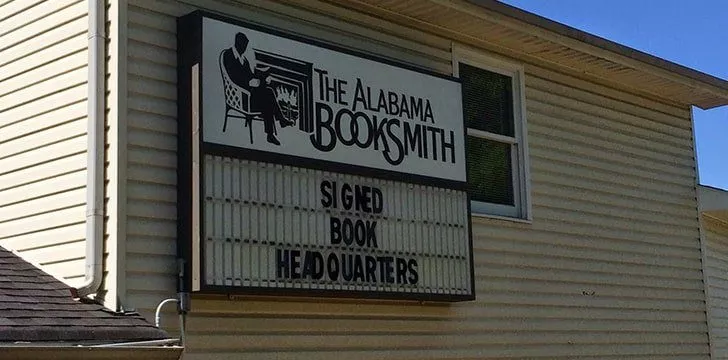 THE ALABAMA
BOOKSMITH
SIGNED
BOOK
HEADQUARTERS